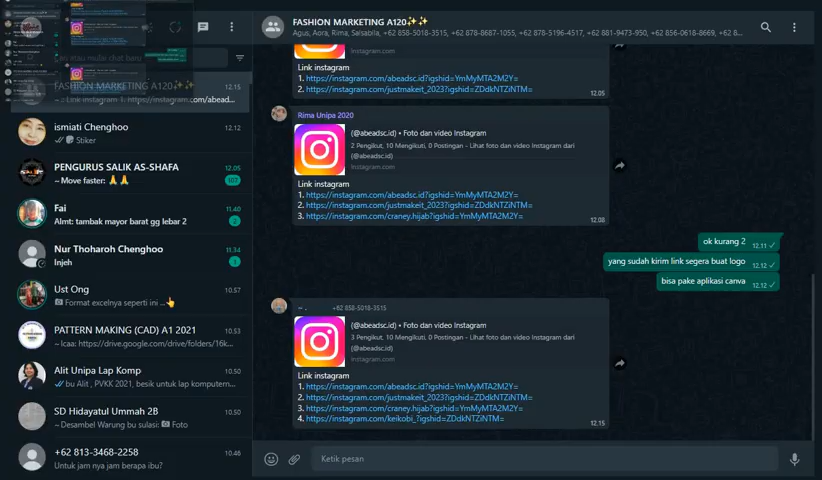 FASHION MARKETING A120✨✨
Agus, Aora, Rima, Salsabila, +62 858-5018-3515, +62 878-8687-1055, +62 878-5196-4517, +62 881-9473-950, +62 856-0618-8669, +62 8...
FASHION MARKETING A120✨✨ 12.15
~: Link instagram 1. https://instagram.com/abead...
ismiati Chenghoo 12.12
Stiker
PENGURUS SALIK AS-SHAFA 12.05
~ Move faster: 🙏🙏
Fai 11.40
Almt: tambak mayor barat gg lebar 2 2
Nur Thoharoh Chenghoo 11.34
Injeh 1
Ust Ong 10.57
Format excelnya seperti ini ...👆
PATTERN MAKING (CAD) A1 2021 10.53
~ Icaa: https://drive.google.com/drive/folders/16k...
Alit Unipa Lap Komp 10.50
bu Alit , PVKK 2021, besik untuk lap komputern...
SD Hidayatul Ummah 2B 10.50
~ Desambel Warung bu sulasi: Foto
+62 813-3468-2258 10.46
Untuk jam nya jam berapa ibu?
(@abeadsc.id)
Instagram.com
Link instagram
1. https://instagram.com/abeadsc.id?igshid=YmMyMTA2M2Y=
2. https://instagram.com/justmakeit_2023?igshid=ZDdkNTZiNTM=
12.05
Rima Unipa 2020
(@abeadsc.id) • Foto dan video Instagram
2 Pengikut, 10 Mengikuti, 0 Postingan - Lihat foto dan video Instagram dari
(@abeadsc.id)
Instagram.com
Link instagram
1. https://instagram.com/abeadsc.id?igshid=YmMyMTA2M2Y=
2. https://instagram.com/justmakeit_2023?igshid=ZDdkNTZiNTM=
3. https://instagram.com/craney.hijab?igshid=YmMyMTA2M2Y=
12.08
ok kurang 2 12.11
yang sudah kirim link segera buat logo 12.12
bisa pake aplikasi canva 12.12
~ . +62 858-5018-3515
(@abeadsc.id) • Foto dan video Instagram
3 Pengikut, 10 Mengikuti, 0 Postingan - Lihat foto dan video Instagram dari
(@abeadsc.id)
Instagram.com
Link instagram
1. https://instagram.com/abeadsc.id?igshid=YmMyMTA2M2Y=
2. https://instagram.com/justmakeit_2023?igshid=ZDdkNTZiNTM=
3. https://instagram.com/craney.hijab?igshid=YmMyMTA2M2Y=
4. https://instagram.com/keikobi_?igshid=ZDdkNTZiNTM=
12.15
Ketik pesan